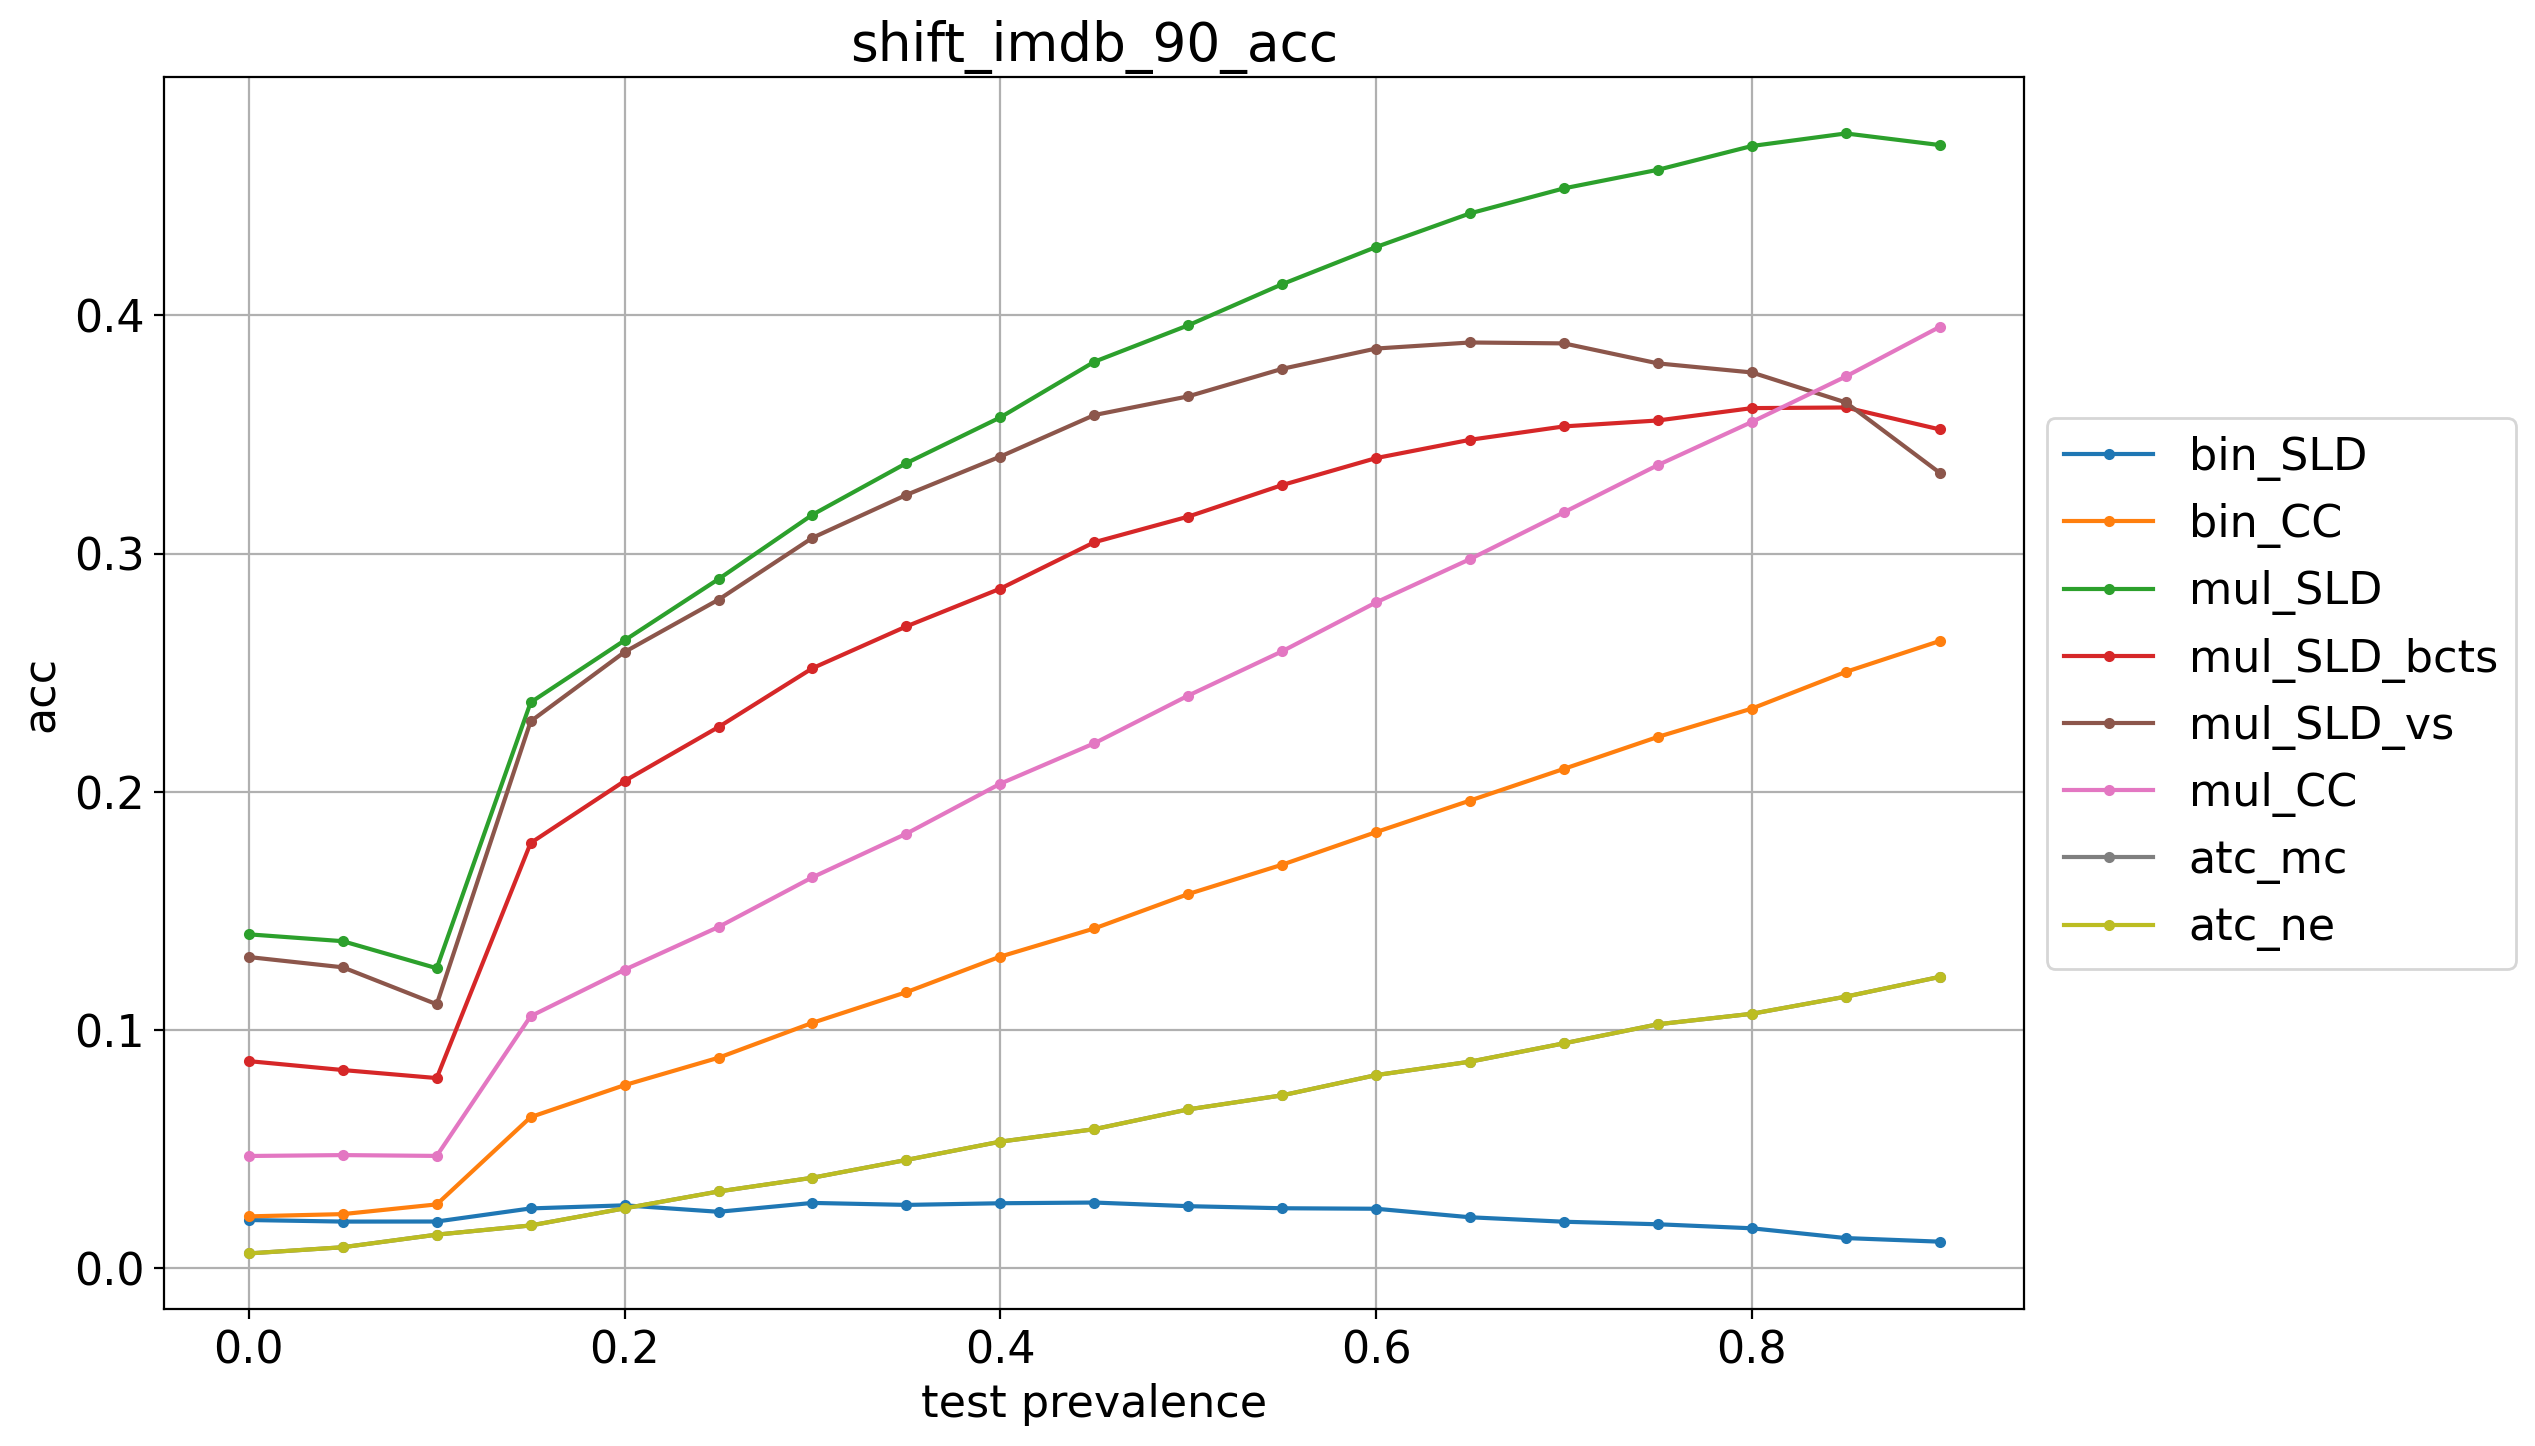 shift_imdb_90_acc
acc
0.4
0.3
0.2
0.1
0.0
0.0 0.2 0.4 0.6 0.8
test prevalence
bin_SLD
bin_CC
mul_SLD
mul_SLD_bcts
mul_SLD_vs
mul_CC
atc_mc
atc_ne